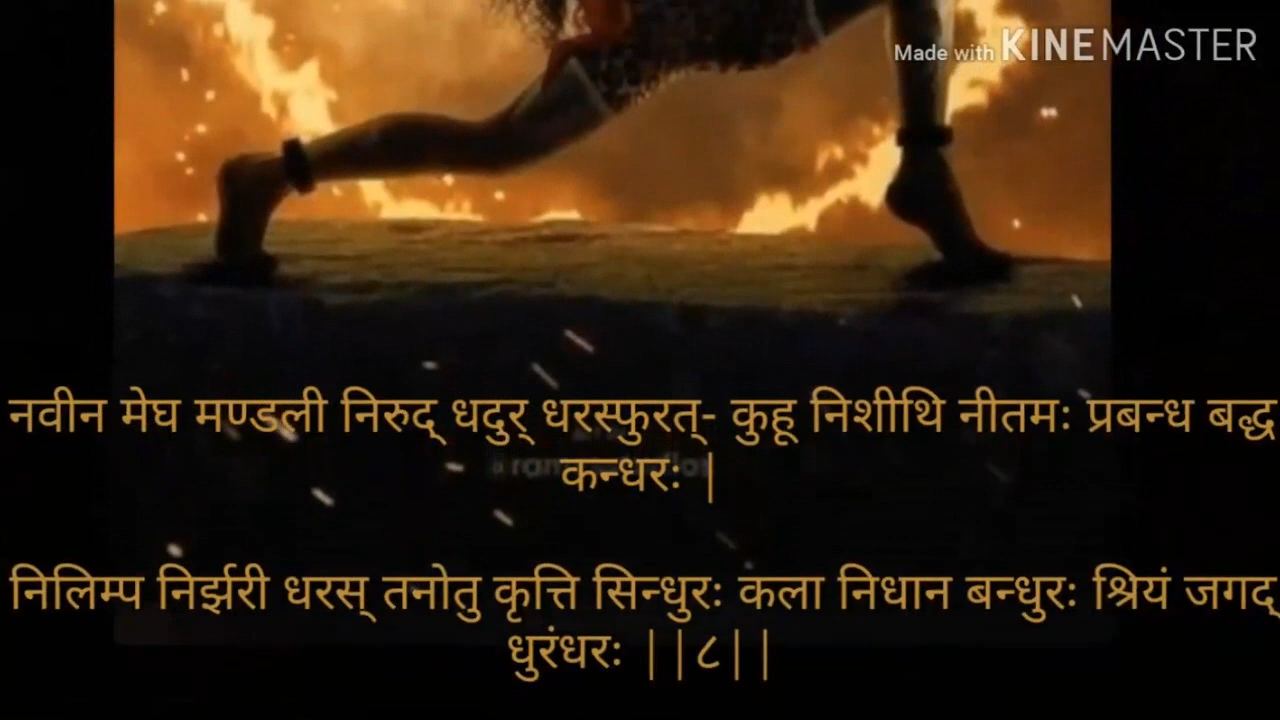 Made with KINEMASTER
नवीन मेघ मण्डली निरुद् धदुर् धरस्फुरत्- कुहू निशीथि नीतमः प्रबन्ध बद्ध
कन्धरः |
निलिम्प निर्झरी धरस् तनोतु कृत्ति सिन्धुरः कला निधान बन्धुरः श्रियं जगद्
धुरंधरः ||८||